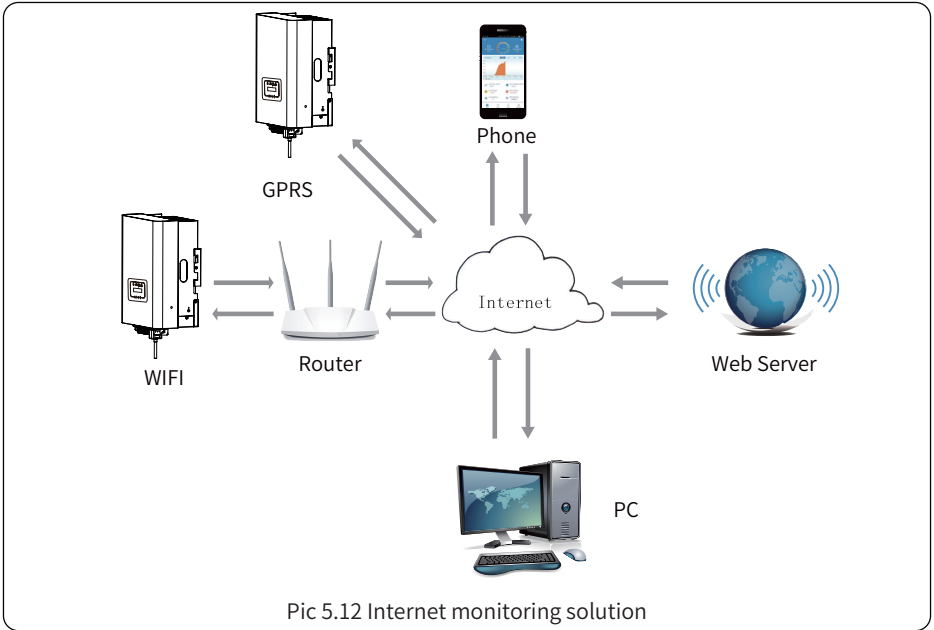 Phone
GPRS
Internet
WIFI
Router
Web Server
PC
Pic 5.12 Internet monitoring solution